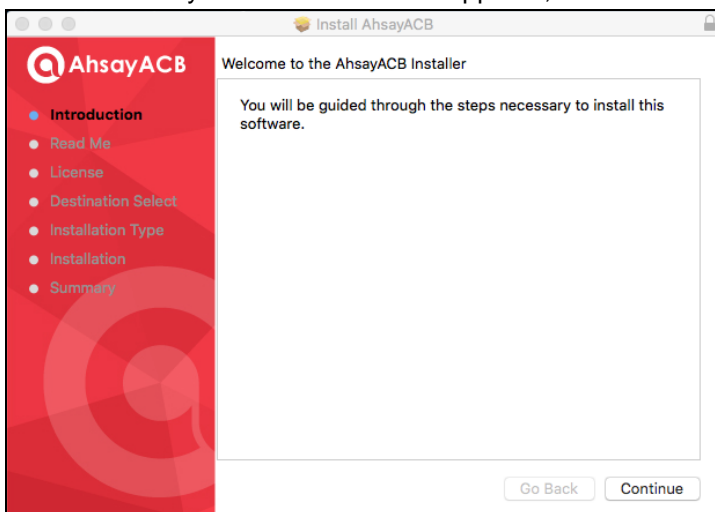 Install AhsayACB
AhsayACB
Welcome to the AhsayACB Installer
You will be guided through the steps necessary to install this
software.
Introduction
Read Me
License
Destination Select
Installation Type
Installation
Summary
Go Back
Continue